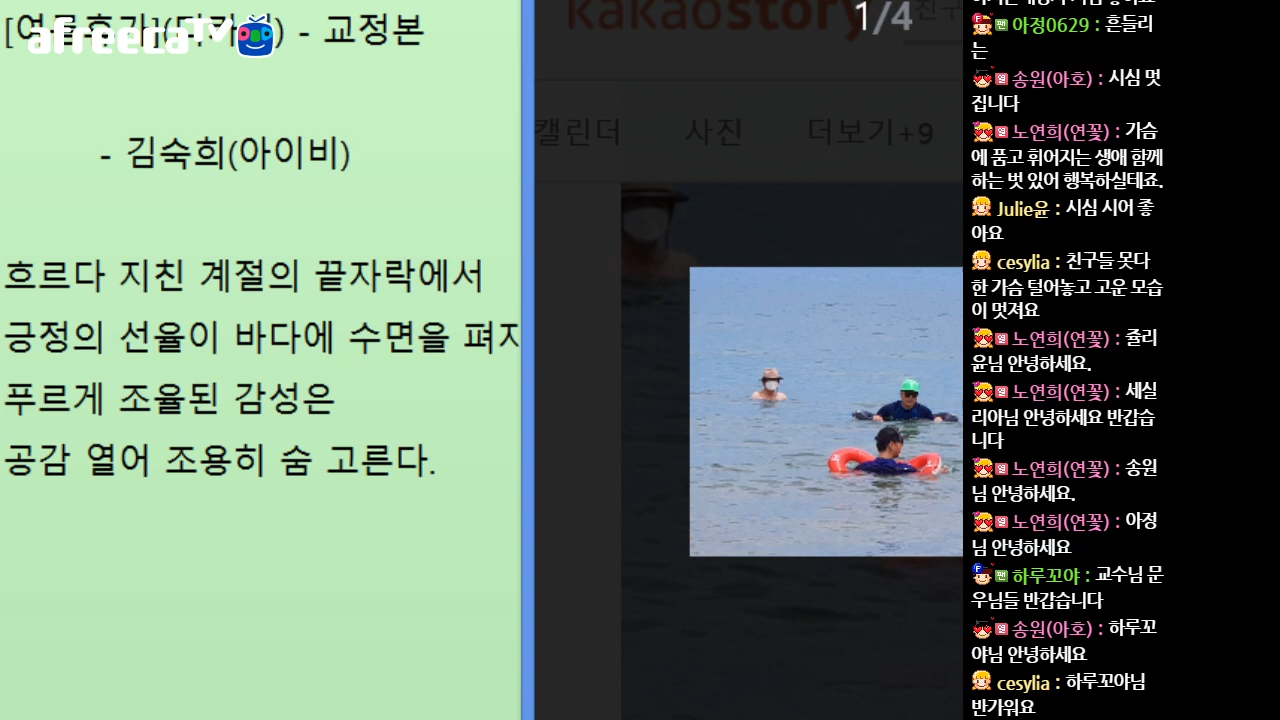 afreecaTV
- 교정본
- 김숙희(아이비)
흐르다 지친 계절의 끝자락에서
긍정의 선율이 바다에 수면을 펴
푸르게 조율된 감성은
공감 열어 조용히 숨 고른다.
kakaostory
1/4
친구
캘린더 사진 더보기+9
아정0629 : 흔들리
는
송원(아호) : 시심 멋
집니다
노연희(연꽃) : 가슴
에 품고 휘어지는 생애 함께
하는 벗 있어 행복하실테죠.
Julie윤 : 시심 시어 좋
아요
cesylia : 친구들 못다
한 가슴 털어놓고 고운 모습
이 멋져요
노연희(연꽃) : 쥴리
윤님 안녕하세요.
노연희(연꽃) : 세실
리아님 안녕하세요 반갑습
니다
노연희(연꽃) : 송원
님 안녕하세요.
노연희(연꽃) : 아정
님 안녕하세요
하루꼬야 : 교수님 문
우님들 반갑습니다
송원(아호) : 하루꼬
야님 안녕하세요
cesylia : 하루꼬야님
반가워요